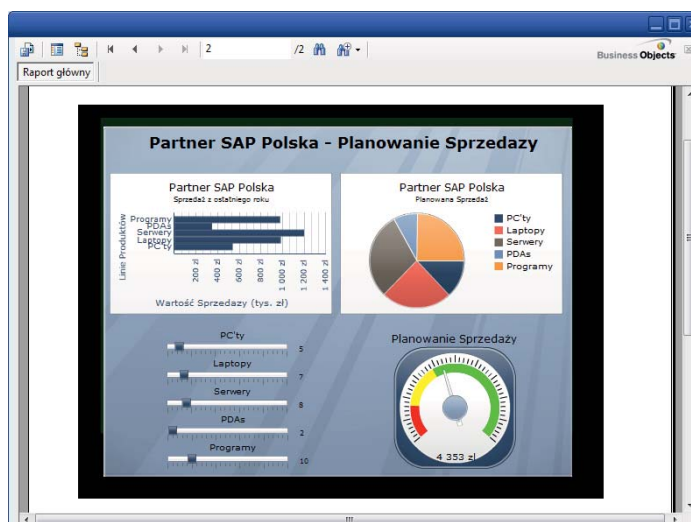 2 /2
Business Objects
Raport główny
Partner SAP Polska - Planowanie Sprzedazy
Partner SAP Polska
Sprzedaż z ostatniego roku
Linie Produktów
Programy
PDAs
Serwery
Laptopy
PC'ty
200 zł
400 zł
600 zł
800 zł
1 000 zł
1 200 zł
1 400 zł
Wartość Sprzedazy (tys. zł)
Partner SAP Polska
Planowana Sprzedaż
PC'ty
Laptopy
Serwery
PDAs
Programy
PC'ty
5
Laptopy
7
Serwery
8
PDAs
2
Programy
10
Planowanie Sprzedaży
4 353 zł